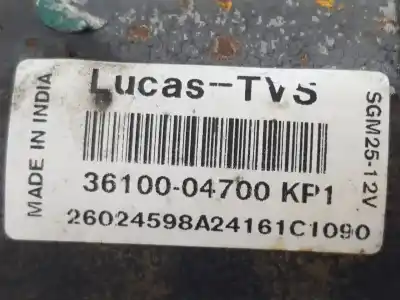 Lucas-TVS
MADE IN INDIA
SGM25-12V
36100-04700 KP1
26024598A24161C1090